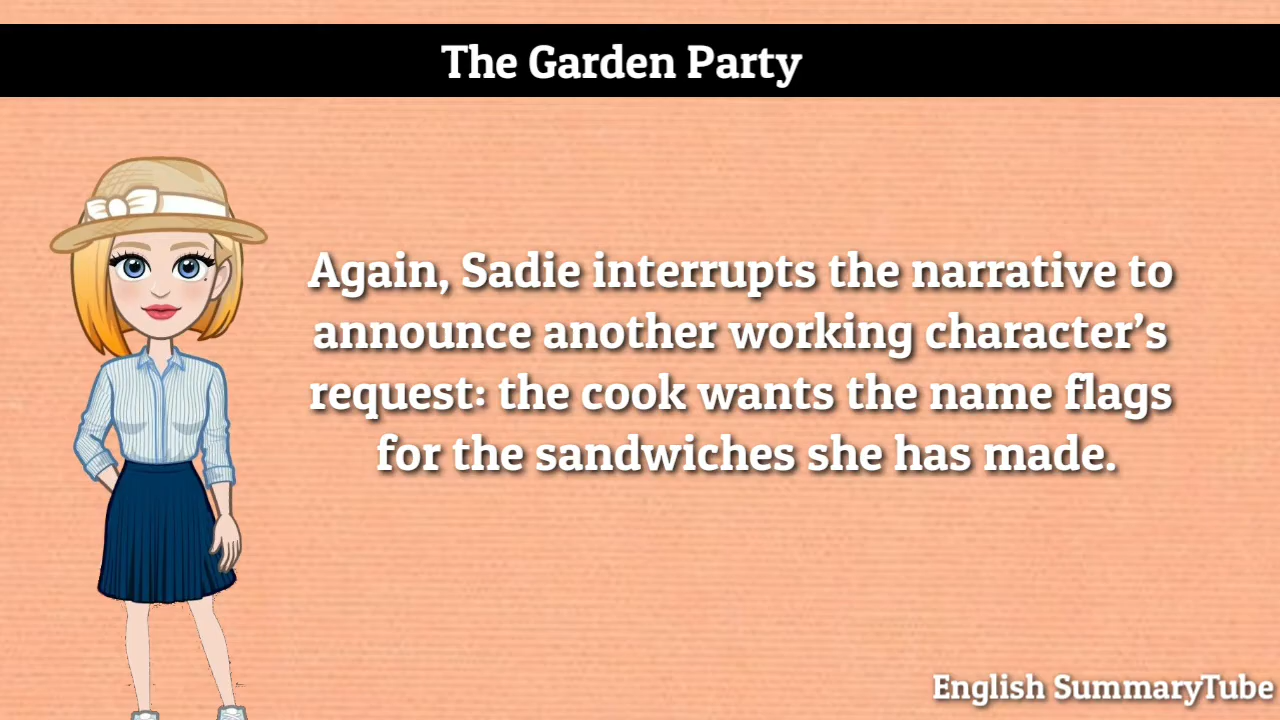 The Garden Party
Again, Sadie interrupts the narrative to
announce another working character’s
request: the cook wants the name flags
for the sandwiches she has made.
English SummaryTube